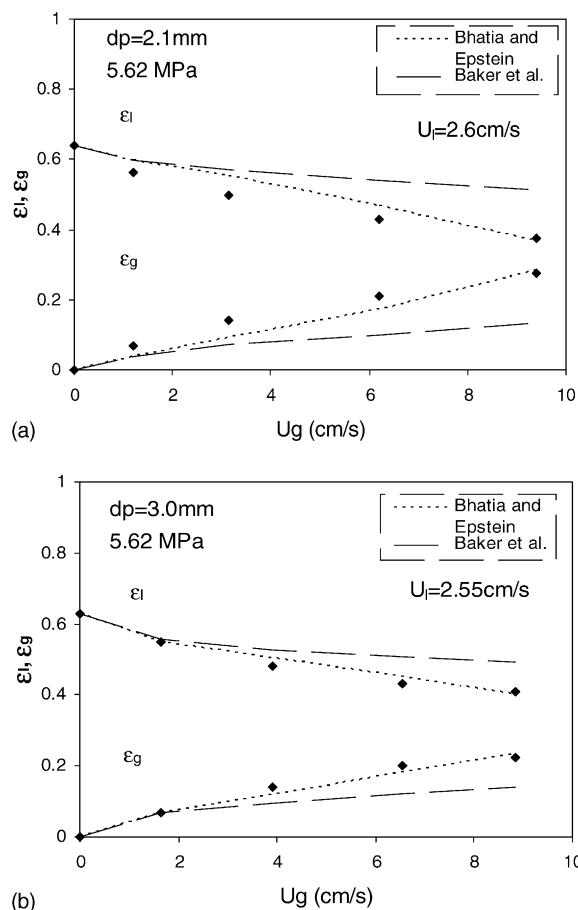 dp=2.1mm
5.62 MPa
Bhatia and
Epstein
Baker et al.
Uₗ=2.6cm/s
εl
εg
εl, εg
1
0.8
0.6
0.4
0.2
0
0 2 4 6 8 10
Ug (cm/s)
(a)
dp=3.0mm
5.62 MPa
Bhatia and
Epstein
Baker et al.
Uₗ=2.55cm/s
εl
εg
εl, εg
1
0.8
0.6
0.4
0.2
0
0 2 4 6 8 10
Ug (cm/s)
(b)